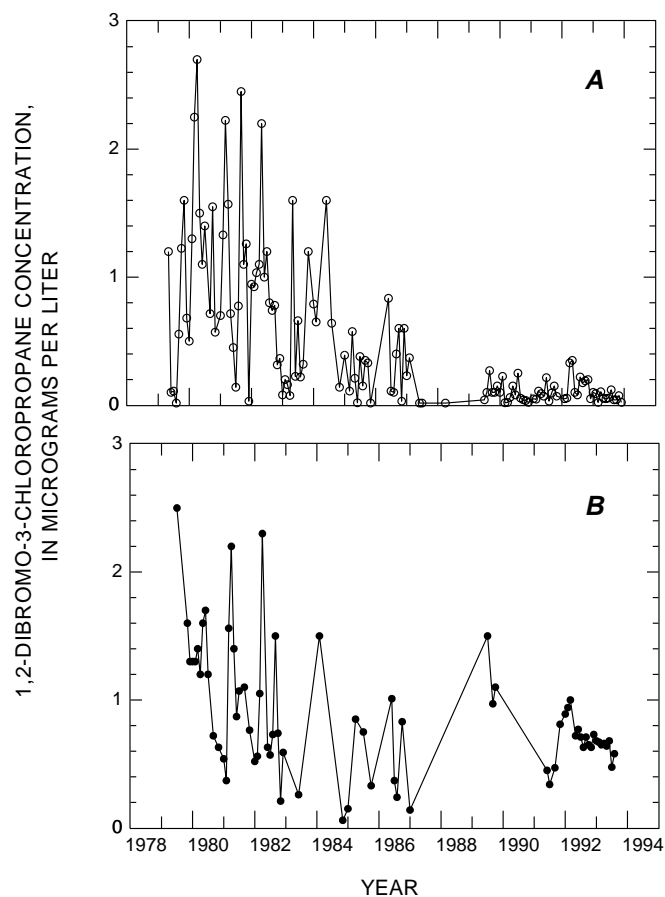 1,2-DIBROMO-3-CHLOROPROPANE CONCENTRATION,
IN MICROGRAMS PER LITER
3
2
1
0
A
3
2
1
0
B
1978 1980 1982 1984 1986 1988 1990 1992 1994
YEAR